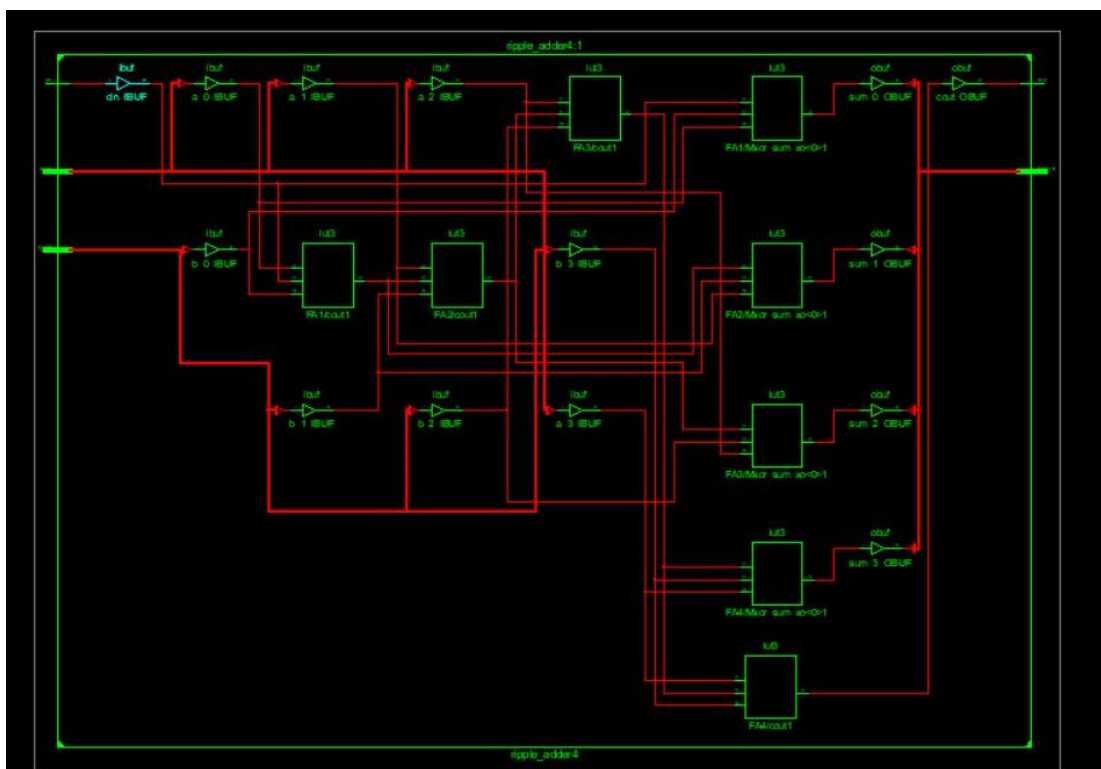 ripple_adder4:1
ibuf ibuf ibuf ibuf lut3 lut3 obuf obuf
cin IBUF a 0 IBUF a 1 IBUF a 2 IBUF sum 0 OBUF cout OBUF
FA3/cout1 FA1/Mxor sum xo<0>1
ibuf lut3 lut3 ibuf lut3 obuf
b 0 IBUF b 3 IBUF sum 1 OBUF
FA1/cout1 FA2/cout1 FA2/Mxor sum xo<0>1
ibuf ibuf ibuf lut3 obuf
b 1 IBUF b 2 IBUF a 3 IBUF sum 2 OBUF
FA3/Mxor sum xo<0>1
lut3 obuf
sum 3 OBUF
FA4/Mxor sum xo<0>1
lut3
FA4/cout1
ripple_adder4